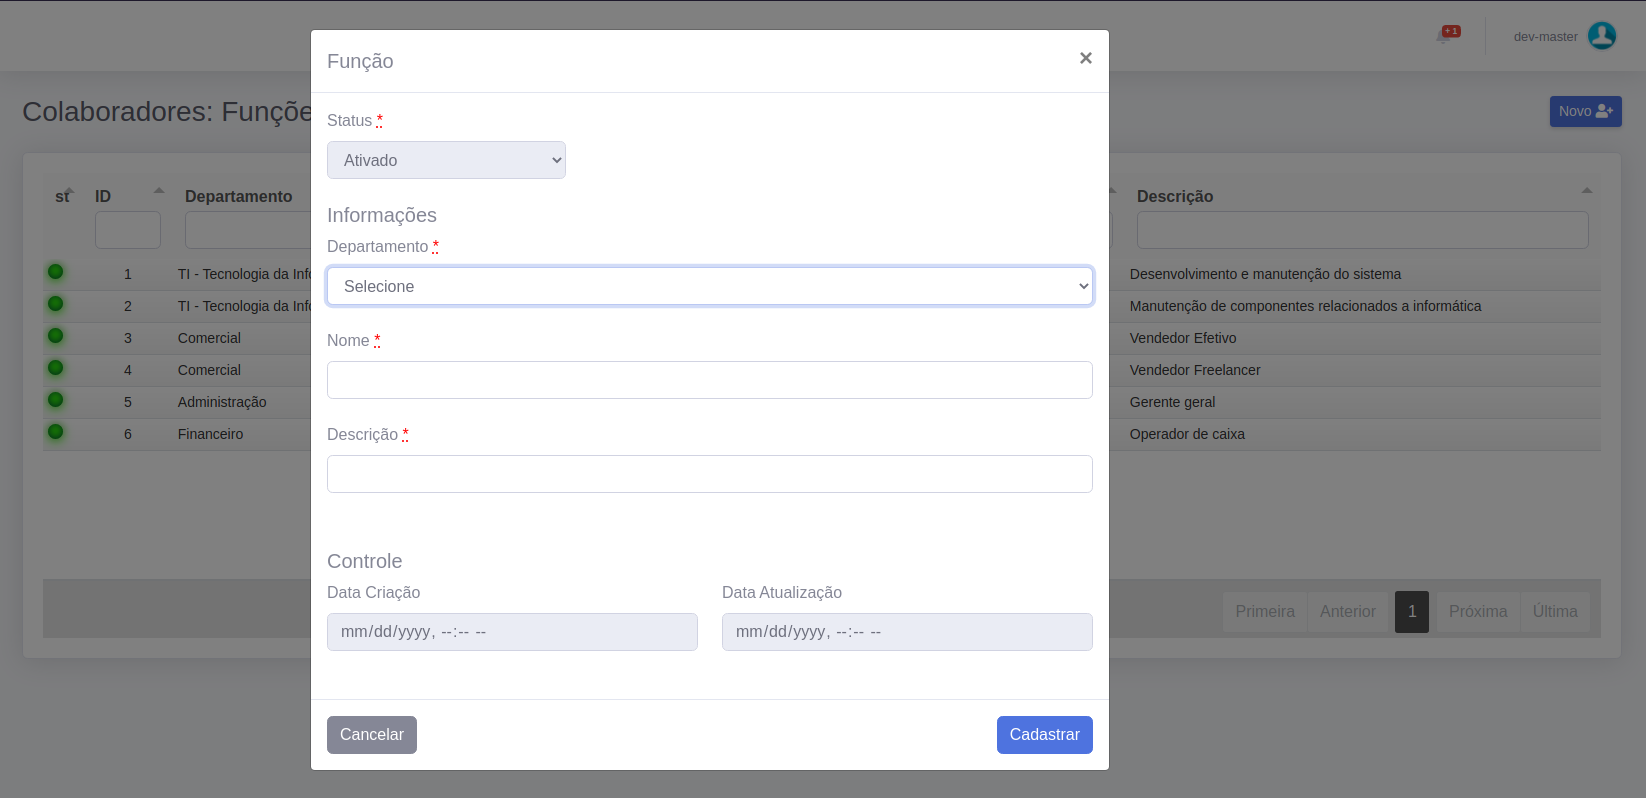 + 1
dev-master
Colaboradores: Funçõe
Novo
st ID Departamento Descrição
1 TI - Tecnologia da Info Desenvolvimento e manutenção do sistema
2 TI - Tecnologia da Info Manutenção de componentes relacionados a informática
3 Comercial Vendedor Efetivo
4 Comercial Vendedor Freelancer
5 Administração Gerente geral
6 Financeiro Operador de caixa
Primeira Anterior 1 Próxima Última
Função ×
Status *
Ativado
Informações
Departamento *
Selecione
Nome *
Descrição *
Controle
Data Criação Data Atualização
mm/dd/yyyy, --:-- -- mm/dd/yyyy, --:-- --
Cancelar Cadastrar